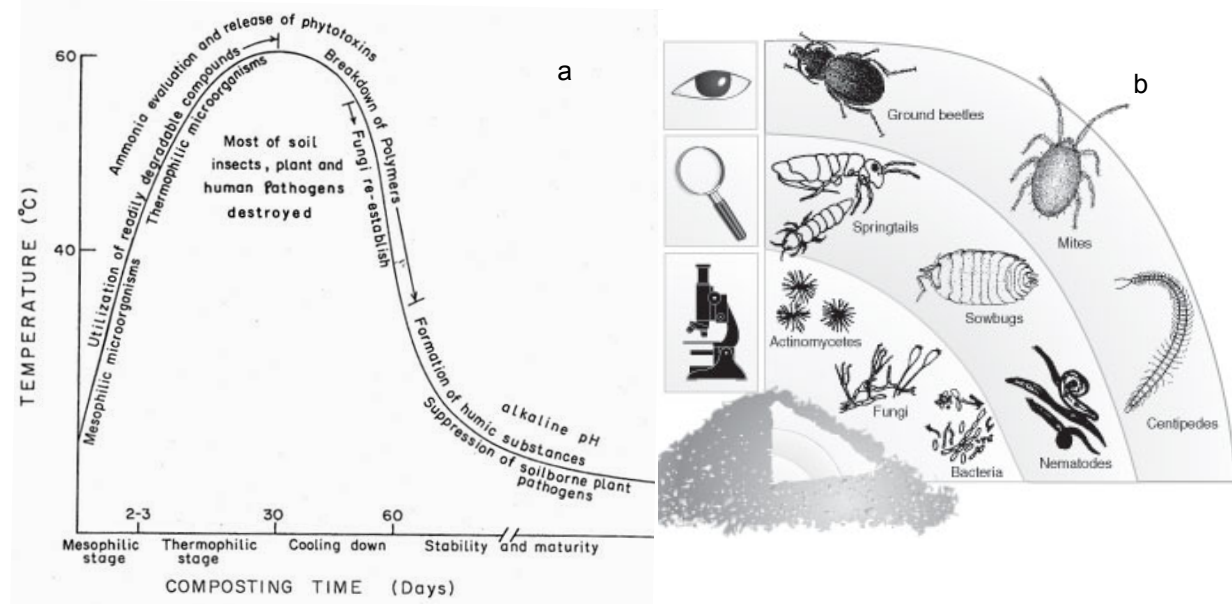 a
60
40
TEMPERATURE (°C)
Ammonia evaluation and release of phytotoxins
Utilization of readily degradable compounds
Mesophilic microorganisms
Thermophilic microorganisms
Breakdown of Polymers
Fungi re-establish
Most of soil
insects, plant and
human Pathogens
destroyed
Formation of humic substances
Suppression of soilborne plant
pathogens
alkaline pH
2-3
30
60
Mesophilic
stage
Thermophilic
stage
Cooling down
Stability and maturity
COMPOSTING TIME (Days)
b
Ground beetles
Mites
Springtails
Sowbugs
Centipedes
Actinomycetes
Fungi
Bacteria
Nematodes